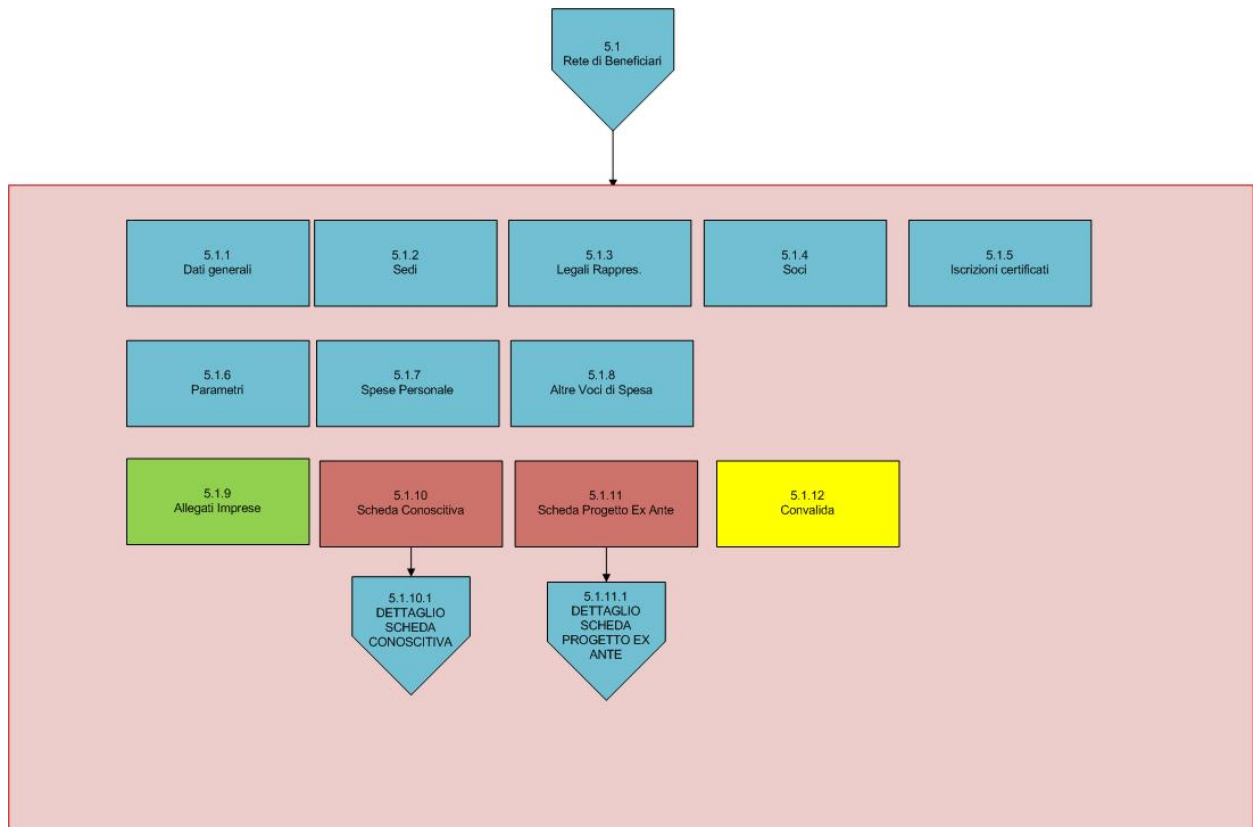 5.1
Rete di Beneficiari
5.1.1
Dati generali
5.1.2
Sedi
5.1.3
Legali Rappres.
5.1.4
Soci
5.1.5
Iscrizioni certificati
5.1.6
Parametri
5.1.7
Spese Personale
5.1.8
Altre Voci di Spesa
5.1.9
Allegati Imprese
5.1.10
Scheda Conoscitiva
5.1.11
Scheda Progetto Ex Ante
5.1.12
Convalida
5.1.10.1
DETTAGLIO
SCHEDA
CONOSCITIVA
5.1.11.1
DETTAGLIO
SCHEDA
PROGETTO EX
ANTE